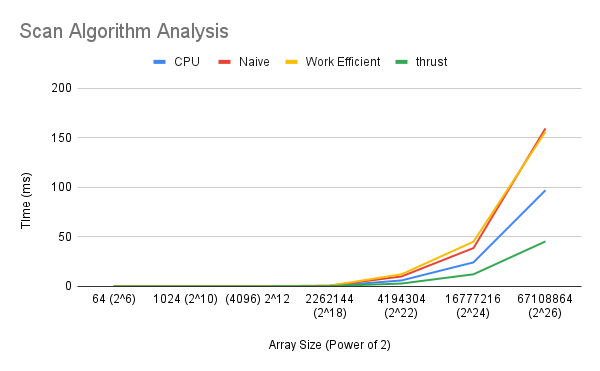 Scan Algorithm Analysis
CPU Naive Work Efficient thrust
200
150
100
50
0
Time (ms)
64 (2^6) 1024 (2^10) (4096) 2^12 2262144 4194304 16777216 67108864
(2^18) (2^22) (2^24) (2^26)
Array Size (Power of 2)